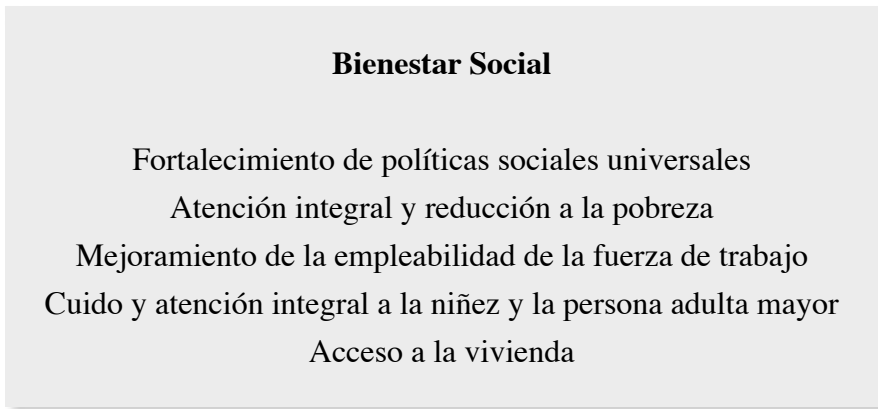 Bienestar Social
Fortalecimiento de políticas sociales universales
Atención integral y reducción a la pobreza
Mejoramiento de la empleabilidad de la fuerza de trabajo
Cuido y atención integral a la niñez y la persona adulta mayor
Acceso a la vivienda